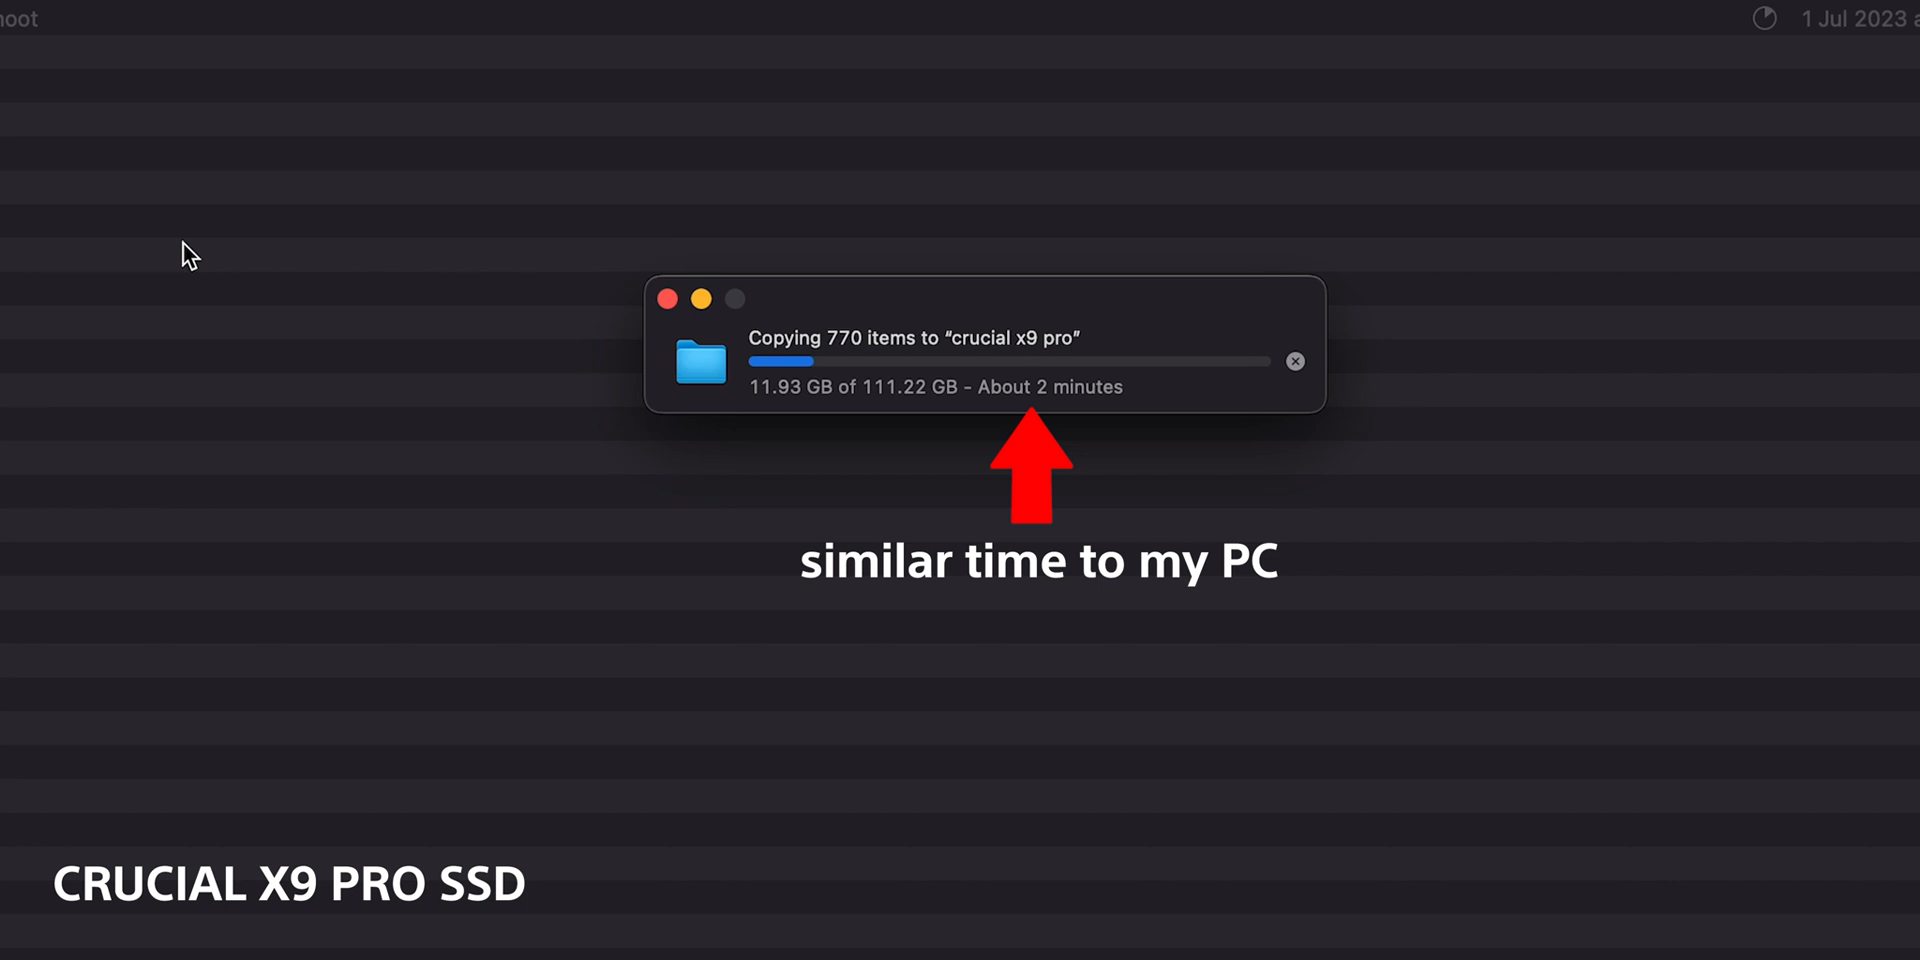 1 Jul 2023
Copying 770 items to “crucial x9 pro”
11.93 GB of 111.22 GB - About 2 minutes
similar time to my PC
CRUCIAL X9 PRO SSD